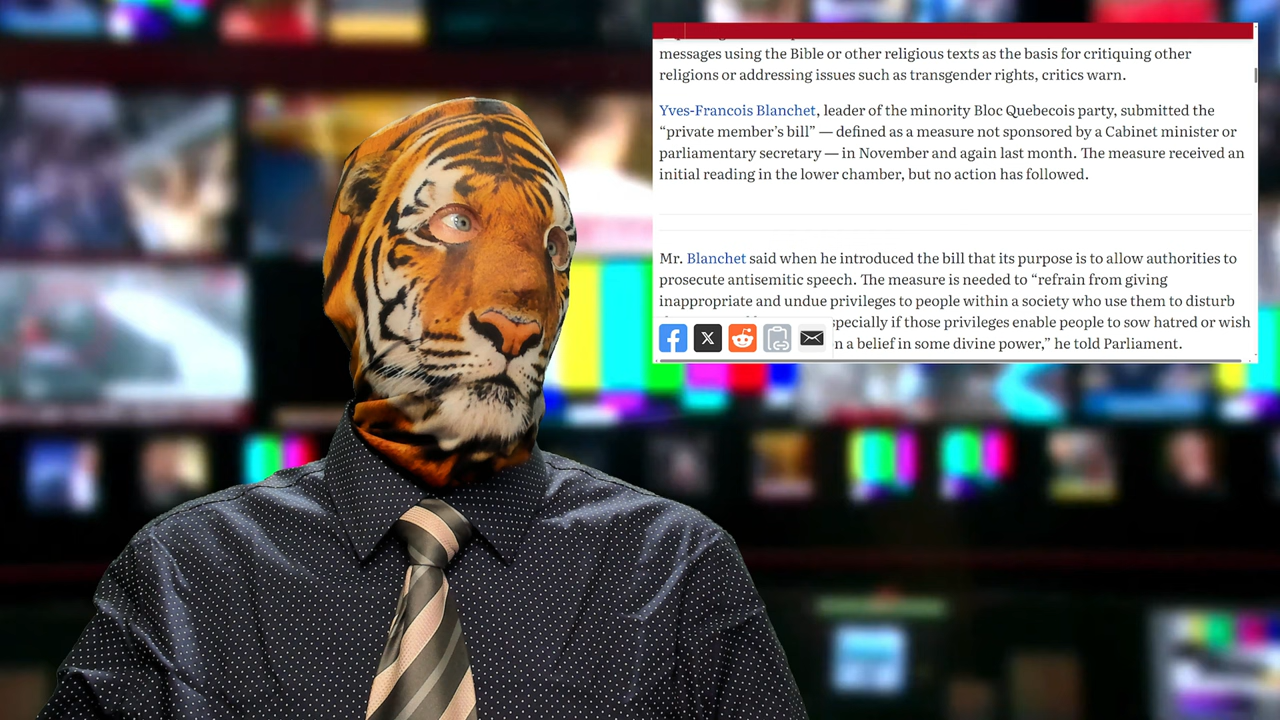 messages using the Bible or other religious texts as the basis for critiquing other
religions or addressing issues such as transgender rights, critics warn.
Yves-Francois Blanchet, leader of the minority Bloc Quebecois party, submitted the
“private member’s bill” — defined as a measure not sponsored by a Cabinet minister or
parliamentary secretary — in November and again last month. The measure received an
initial reading in the lower chamber, but no action has followed.
Mr. Blanchet said when he introduced the bill that its purpose is to allow authorities to
prosecute antisemitic speech. The measure is needed to “refrain from giving
inappropriate and undue privileges to people within a society who use them to disturb
specially if those privileges enable people to sow hatred or wish
n a belief in some divine power,” he told Parliament.